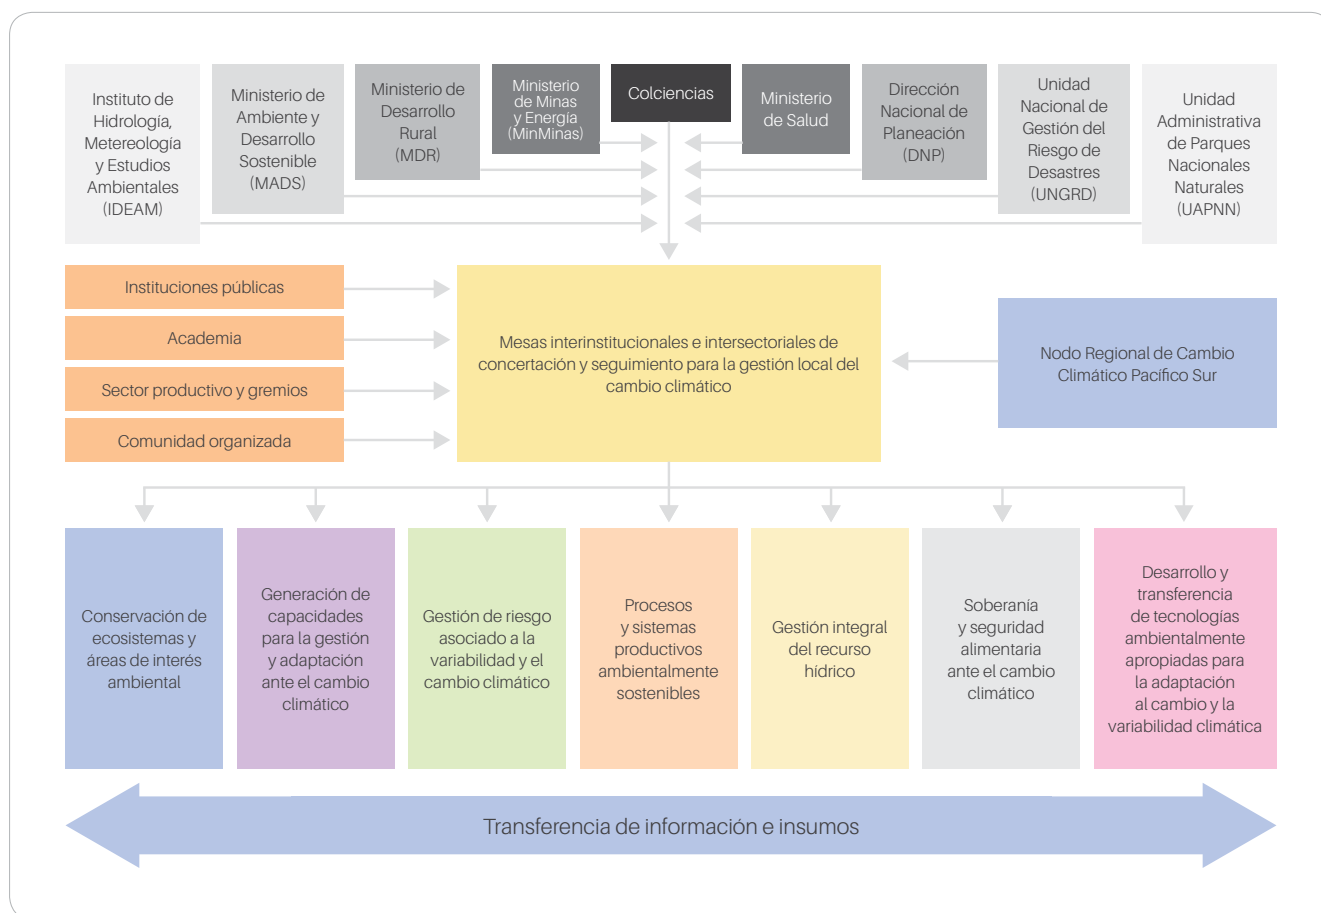 Instituto de
Hidrología,
Metereología
y Estudios
Ambientales
(IDEAM)
Ministerio de
Ambiente y
Desarrollo
Sostenible
(MADS)
Ministerio de
Desarrollo
Rural
(MDR)
Ministerio
de Minas
y Energía
(MinMinas)
Colciencias
Ministerio
de Salud
Dirección
Nacional de
Planeación
(DNP)
Unidad
Nacional de
Gestión del
Riesgo de
Desastres
(UNGRD)
Unidad
Administrativa
de Parques
Nacionales
Naturales
(UAPNN)
Instituciones públicas
Academia
Sector productivo y gremios
Comunidad organizada
Mesas interinstitucionales e intersectoriales de
concertación y seguimiento para la gestión local del
cambio climático
Nodo Regional de Cambio
Climático Pacífico Sur
Conservación de
ecosistemas y
áreas de interés
ambiental
Generación de
capacidades
para la gestión
y adaptación
ante el cambio
climático
Gestión de riesgo
asociado a la
variabilidad y el
cambio climático
Procesos
y sistemas
productivos
ambientalmente
sostenibles
Gestión integral
del recurso
hídrico
Soberanía
y seguridad
alimentaria
ante el cambio
climático
Desarrollo y
transferencia
de tecnologías
ambientalmente
apropiadas para
la adaptación
al cambio y la
variabilidad climática
Transferencia de información e insumos